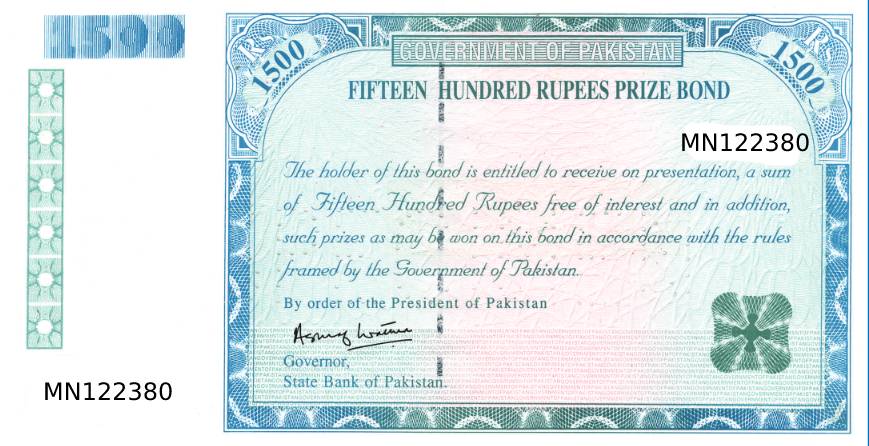 1500
GOVERNMENT OF PAKISTAN
Rs 1500
Rs 1500
FIFTEEN HUNDRED RUPEES PRIZE BOND
MN122380
The holder of this bond is entitled to receive on presentation, a sum
of Fifteen Hundred Rupees free of interest and in addition,
such prizes as may be won on this bond in accordance with the rules
framed by the Government of Pakistan.
By order of the President of Pakistan
Governor,
State Bank of Pakistan.
MN122380